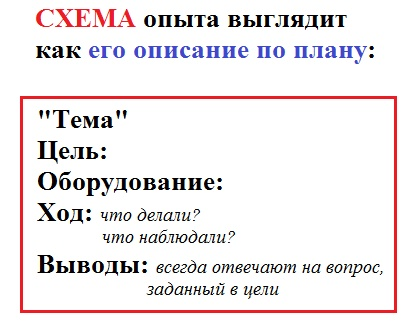 СХЕМА опыта выглядит
как его описание по плану:
"Тема"
Цель:
Оборудование:
Ход: что делали?
что наблюдали?
Выводы: всегда отвечают на вопрос,
заданный в цели